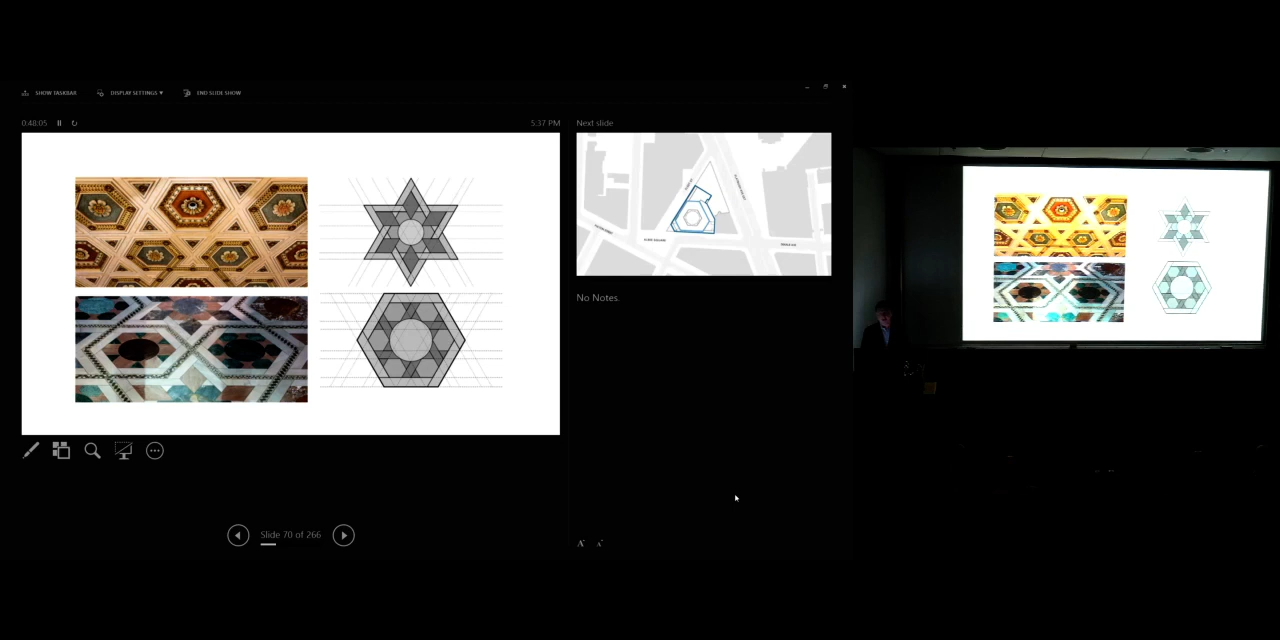 SHOW TASKBAR
DISPLAY SETTINGS ▾
END SLIDE SHOW
0:48:05
5:37 PM
Next slide
No Notes.
Slide 70 of 266
A A